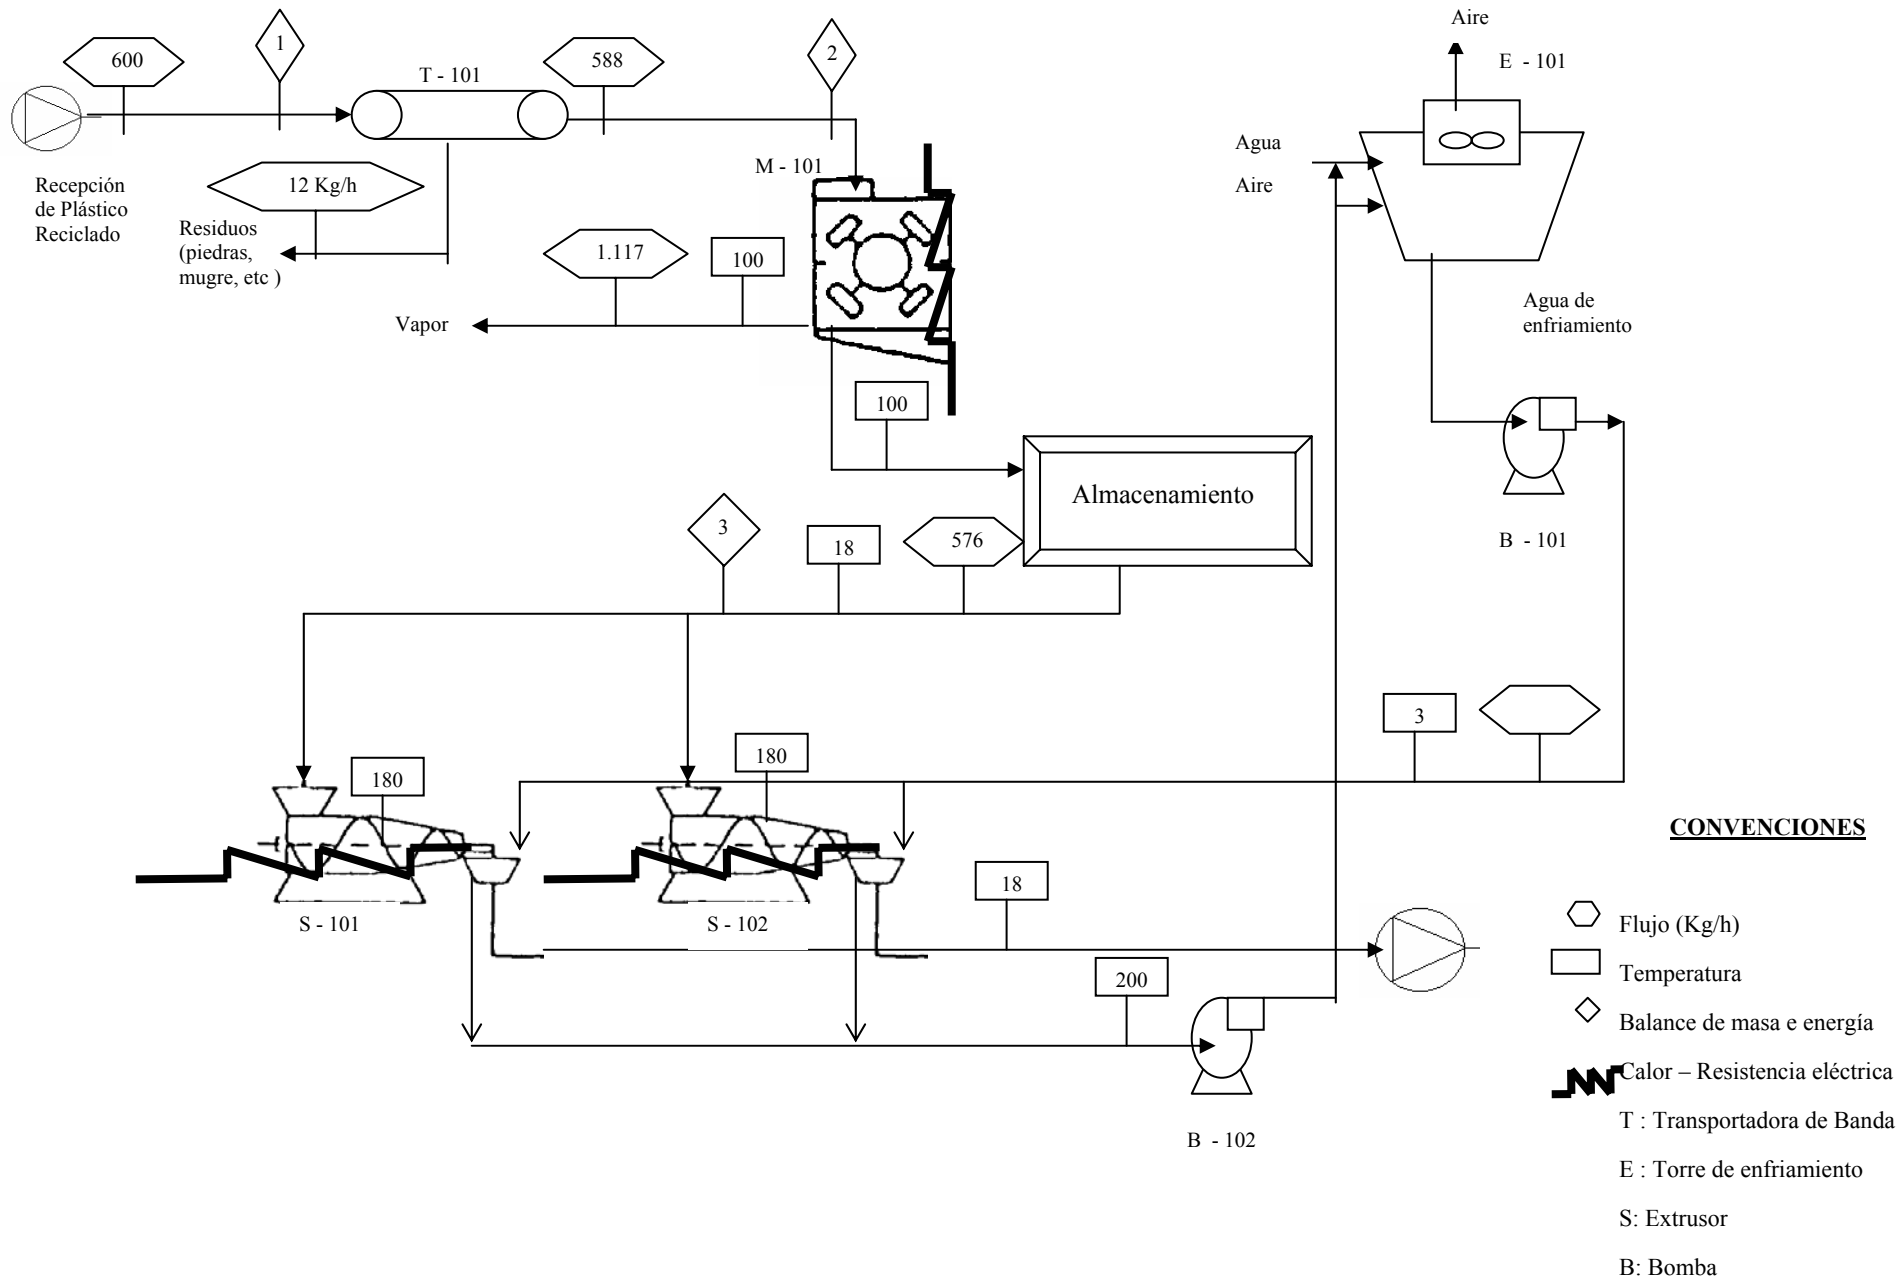 Aire
600
1
588
2
E - 101
T - 101
Agua
Aire
M - 101
12 Kg/h
Recepción
de Plástico
Reciclado
Residuos
(piedras,
mugre, etc )
1.117
100
Vapor
Agua de
enfriamiento
100
Almacenamiento
3
18
576
B - 101
3
180
180
CONVENCIONES
18
S - 101
S - 102
Flujo (Kg/h)
200
Temperatura
Balance de masa e energía
Calor – Resistencia eléctrica
T : Transportadora de Banda
B - 102
E : Torre de enfriamiento
S: Extrusor
B: Bomba